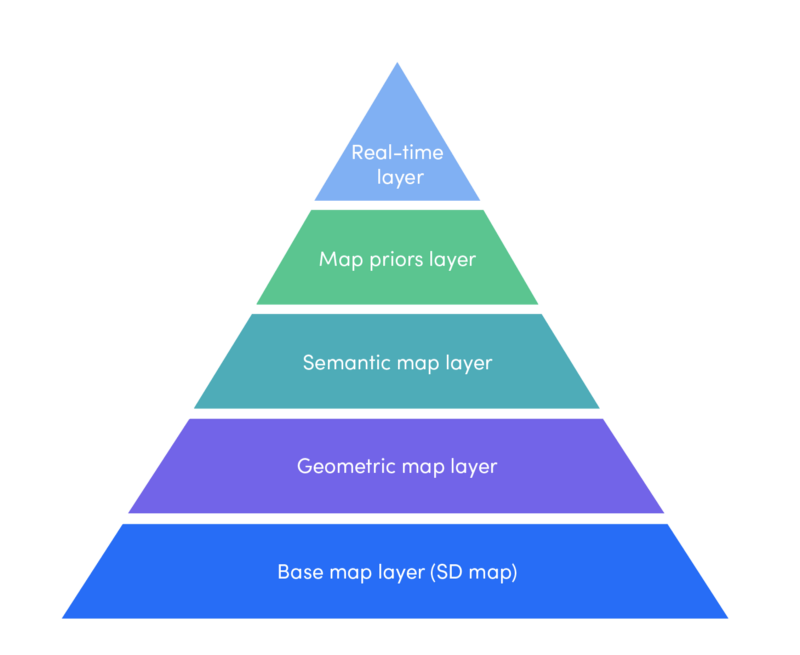 Real-time
layer
Map priors layer
Semantic map layer
Geometric map layer
Base map layer (SD map)